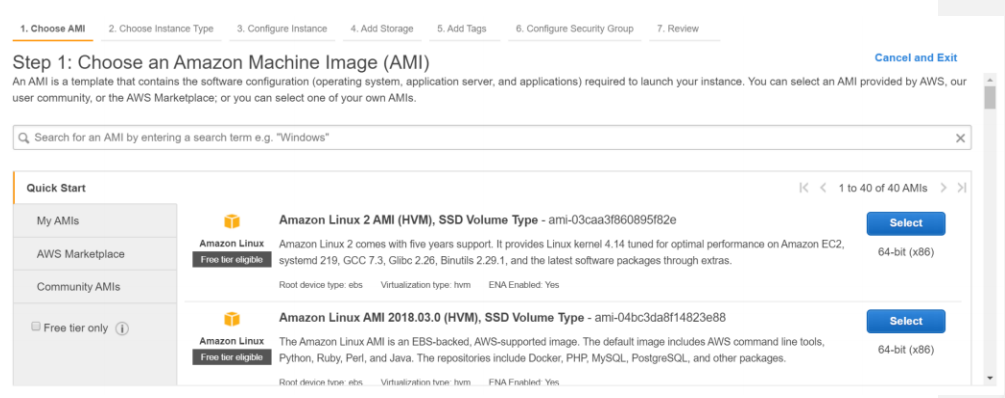 1. Choose AMI 2. Choose Instance Type 3. Configure Instance 4. Add Storage 5. Add Tags 6. Configure Security Group 7. Review
Step 1: Choose an Amazon Machine Image (AMI)
Cancel and Exit
An AMI is a template that contains the software configuration (operating system, application server, and applications) required to launch your instance. You can select an AMI provided by AWS, our
user community, or the AWS Marketplace; or you can select one of your own AMIs.
Search for an AMI by entering a search term e.g. "Windows"
Quick Start
1 to 40 of 40 AMIs
My AMIs
AWS Marketplace
Community AMIs
Free tier only
Amazon Linux
Free tier eligible
Amazon Linux 2 AMI (HVM), SSD Volume Type - ami-03caa3f860895f82e
Amazon Linux 2 comes with five years support. It provides Linux kernel 4.14 tuned for optimal performance on Amazon EC2,
systemd 219, GCC 7.3, Glibc 2.26, Binutils 2.29.1, and the latest software packages through extras.
Root device type: ebs Virtualization type: hvm ENA Enabled: Yes
Select
64-bit (x86)
Amazon Linux
Free tier eligible
Amazon Linux AMI 2018.03.0 (HVM), SSD Volume Type - ami-04bc3da8f14823e88
The Amazon Linux AMI is an EBS-backed, AWS-supported image. The default image includes AWS command line tools,
Python, Ruby, Perl, and Java. The repositories include Docker, PHP, MySQL, PostgreSQL, and other packages.
Root device type: ebs Virtualization type: hvm ENA Enabled: Yes
Select
64-bit (x86)